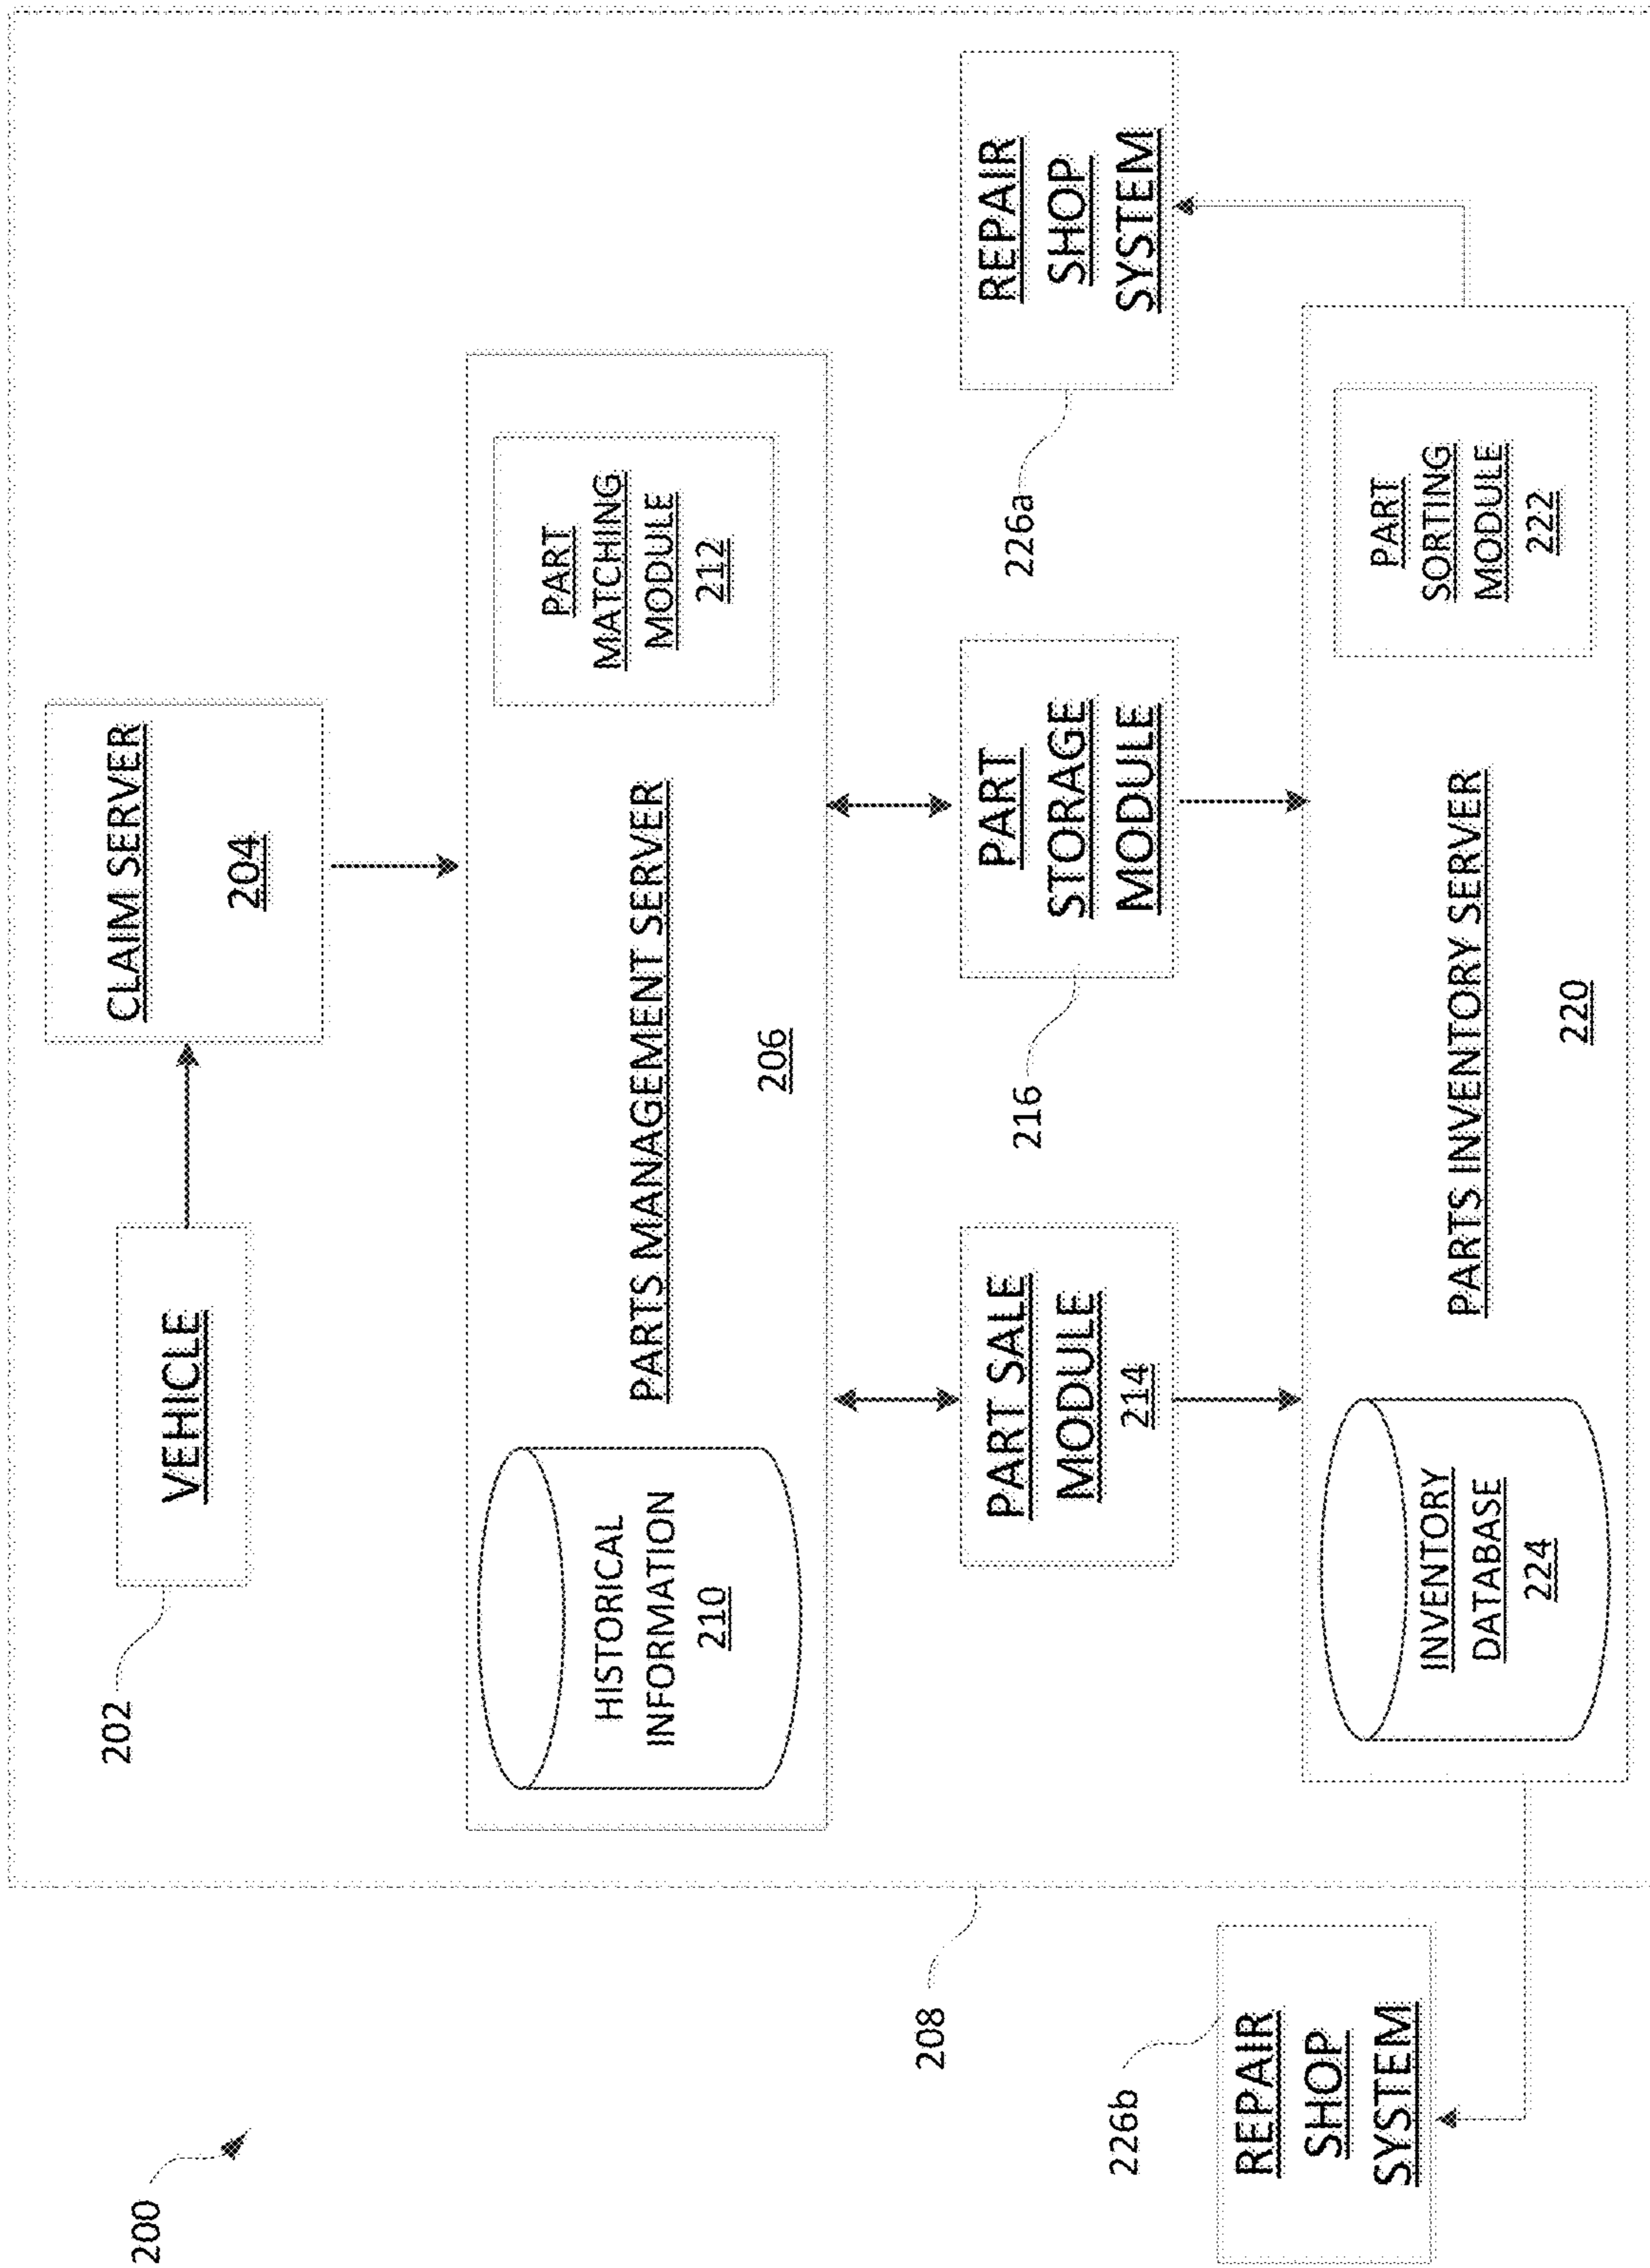 200
202
VEHICLE
CLAIM SERVER
204
HISTORICAL
INFORMATION
210
PARTS MANAGEMENT SERVER
206
PART
MATCHING
MODULE
212
208
PART SALE
MODULE
214
216
PART
STORAGE
MODULE
226a
REPAIR
SHOP
SYSTEM
226b
REPAIR
SHOP
SYSTEM
INVENTORY
DATABASE
224
PARTS INVENTORY SERVER
220
PART
SORTING
MODULE
222